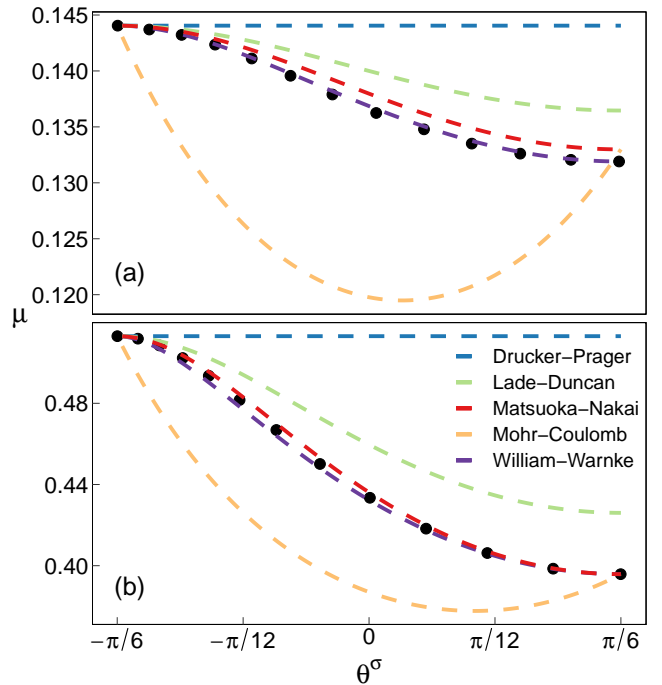 0.145
0.140
0.135
0.130
0.125
0.120
(a)
μ
0.48
0.44
0.40
Drucker−Prager
Lade−Duncan
Matsuoka−Nakai
Mohr−Coulomb
William−Warnke
(b)
−π/6
−π/12
0
π/12
π/6
θσ